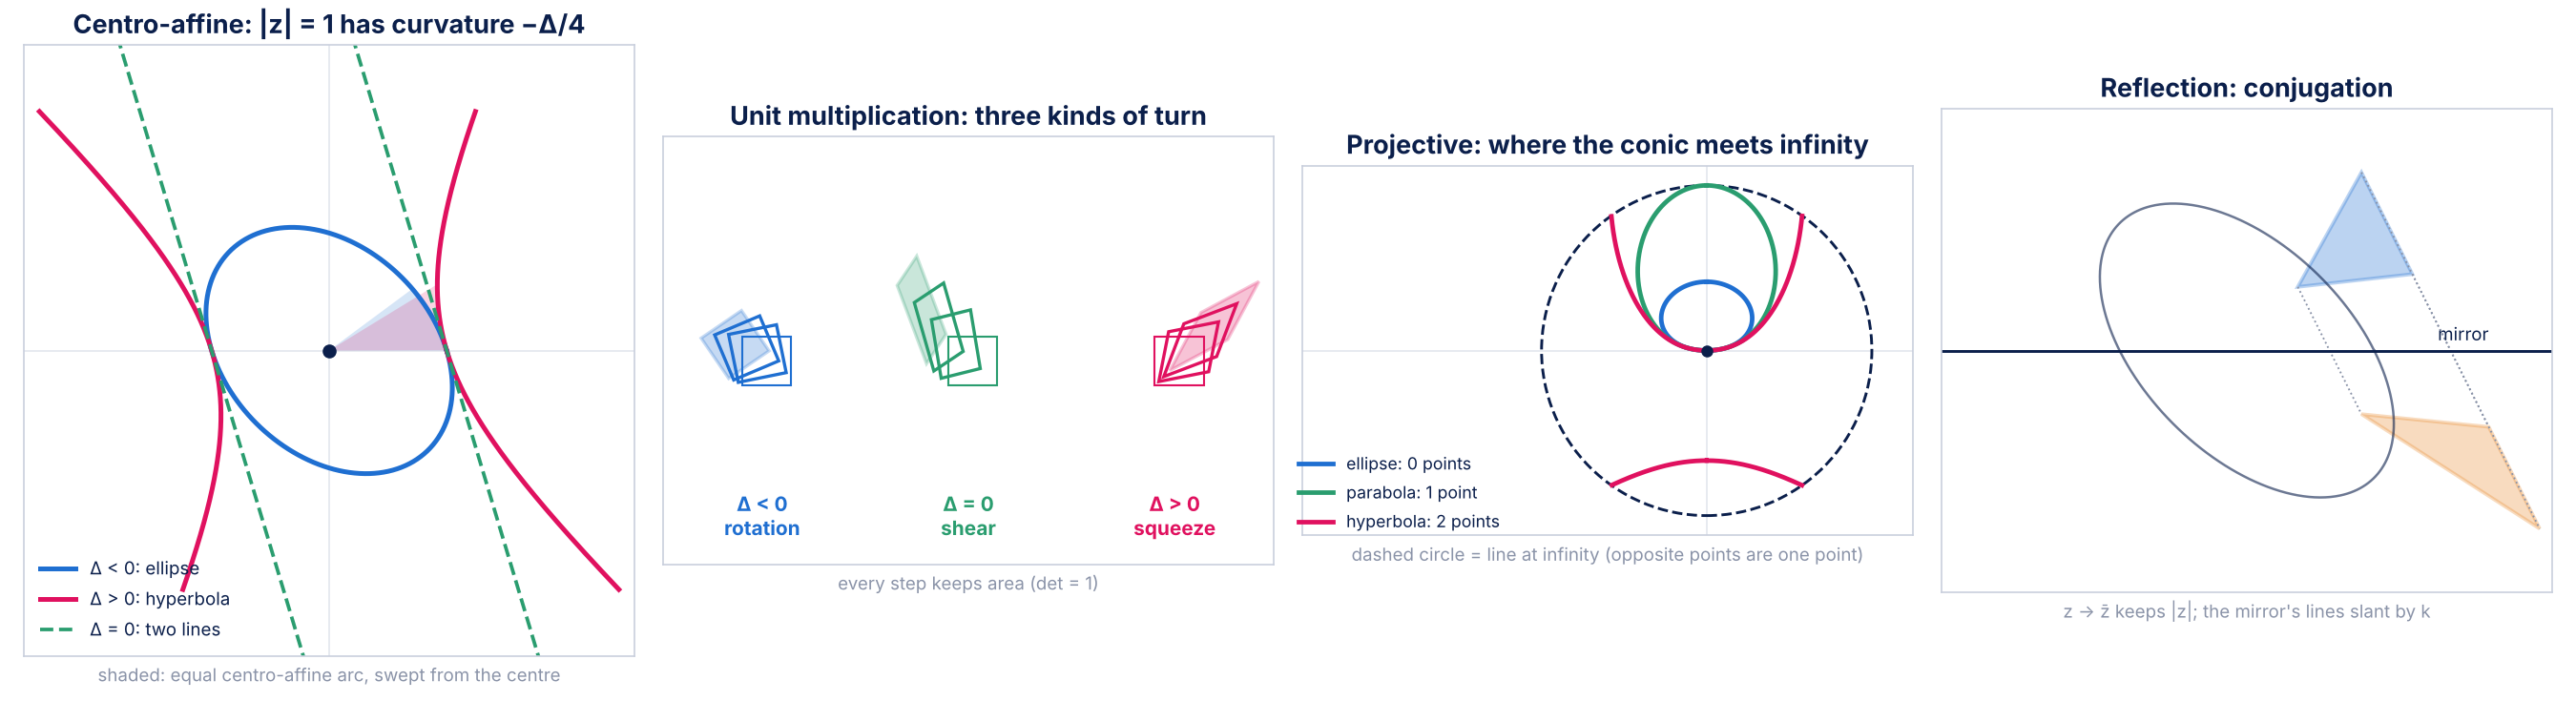 Centro-affine: |z| = 1 has curvature −Δ/4
Δ < 0: ellipse
Δ > 0: hyperbola
Δ = 0: two lines
shaded: equal centro-affine arc, swept from the centre
Unit multiplication: three kinds of turn
Δ < 0
rotation
Δ = 0
shear
Δ > 0
squeeze
every step keeps area (det = 1)
Projective: where the conic meets infinity
ellipse: 0 points
parabola: 1 point
hyperbola: 2 points
dashed circle = line at infinity (opposite points are one point)
Reflection: conjugation
mirror
z → z̄ keeps |z|; the mirror's lines slant by k